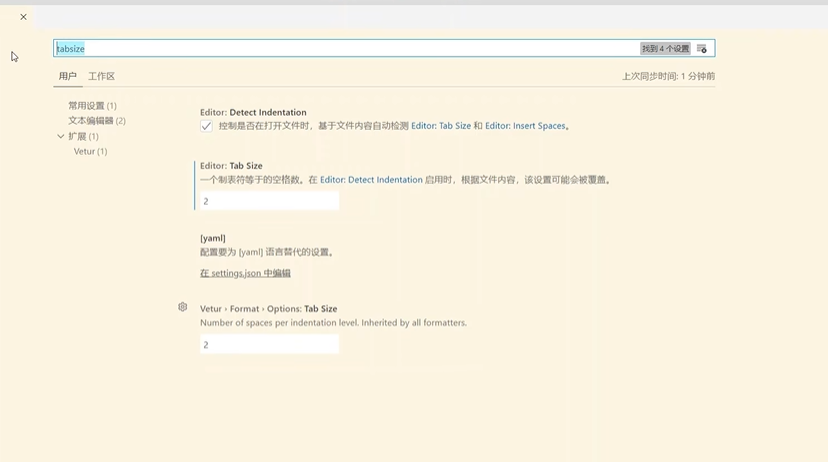 tabsize
找到 4 个设置
用户 工作区 上次同步时间: 1 分钟前
常用设置 (1)
文本编辑器 (2)
扩展 (1)
Vetur (1)
Editor: Detect Indentation
控制是否在打开文件时，基于文件内容自动检测 Editor: Tab Size 和 Editor: Insert Spaces。
Editor: Tab Size
一个制表符等于的空格数。在 Editor: Detect Indentation 启用时，根据文件内容，该设置可能会被覆盖。
2
[yaml]
配置要为 [yaml] 语言替代的设置。
在 settings.json 中编辑
Vetur › Format › Options: Tab Size
Number of spaces per indentation level. Inherited by all formatters.
2